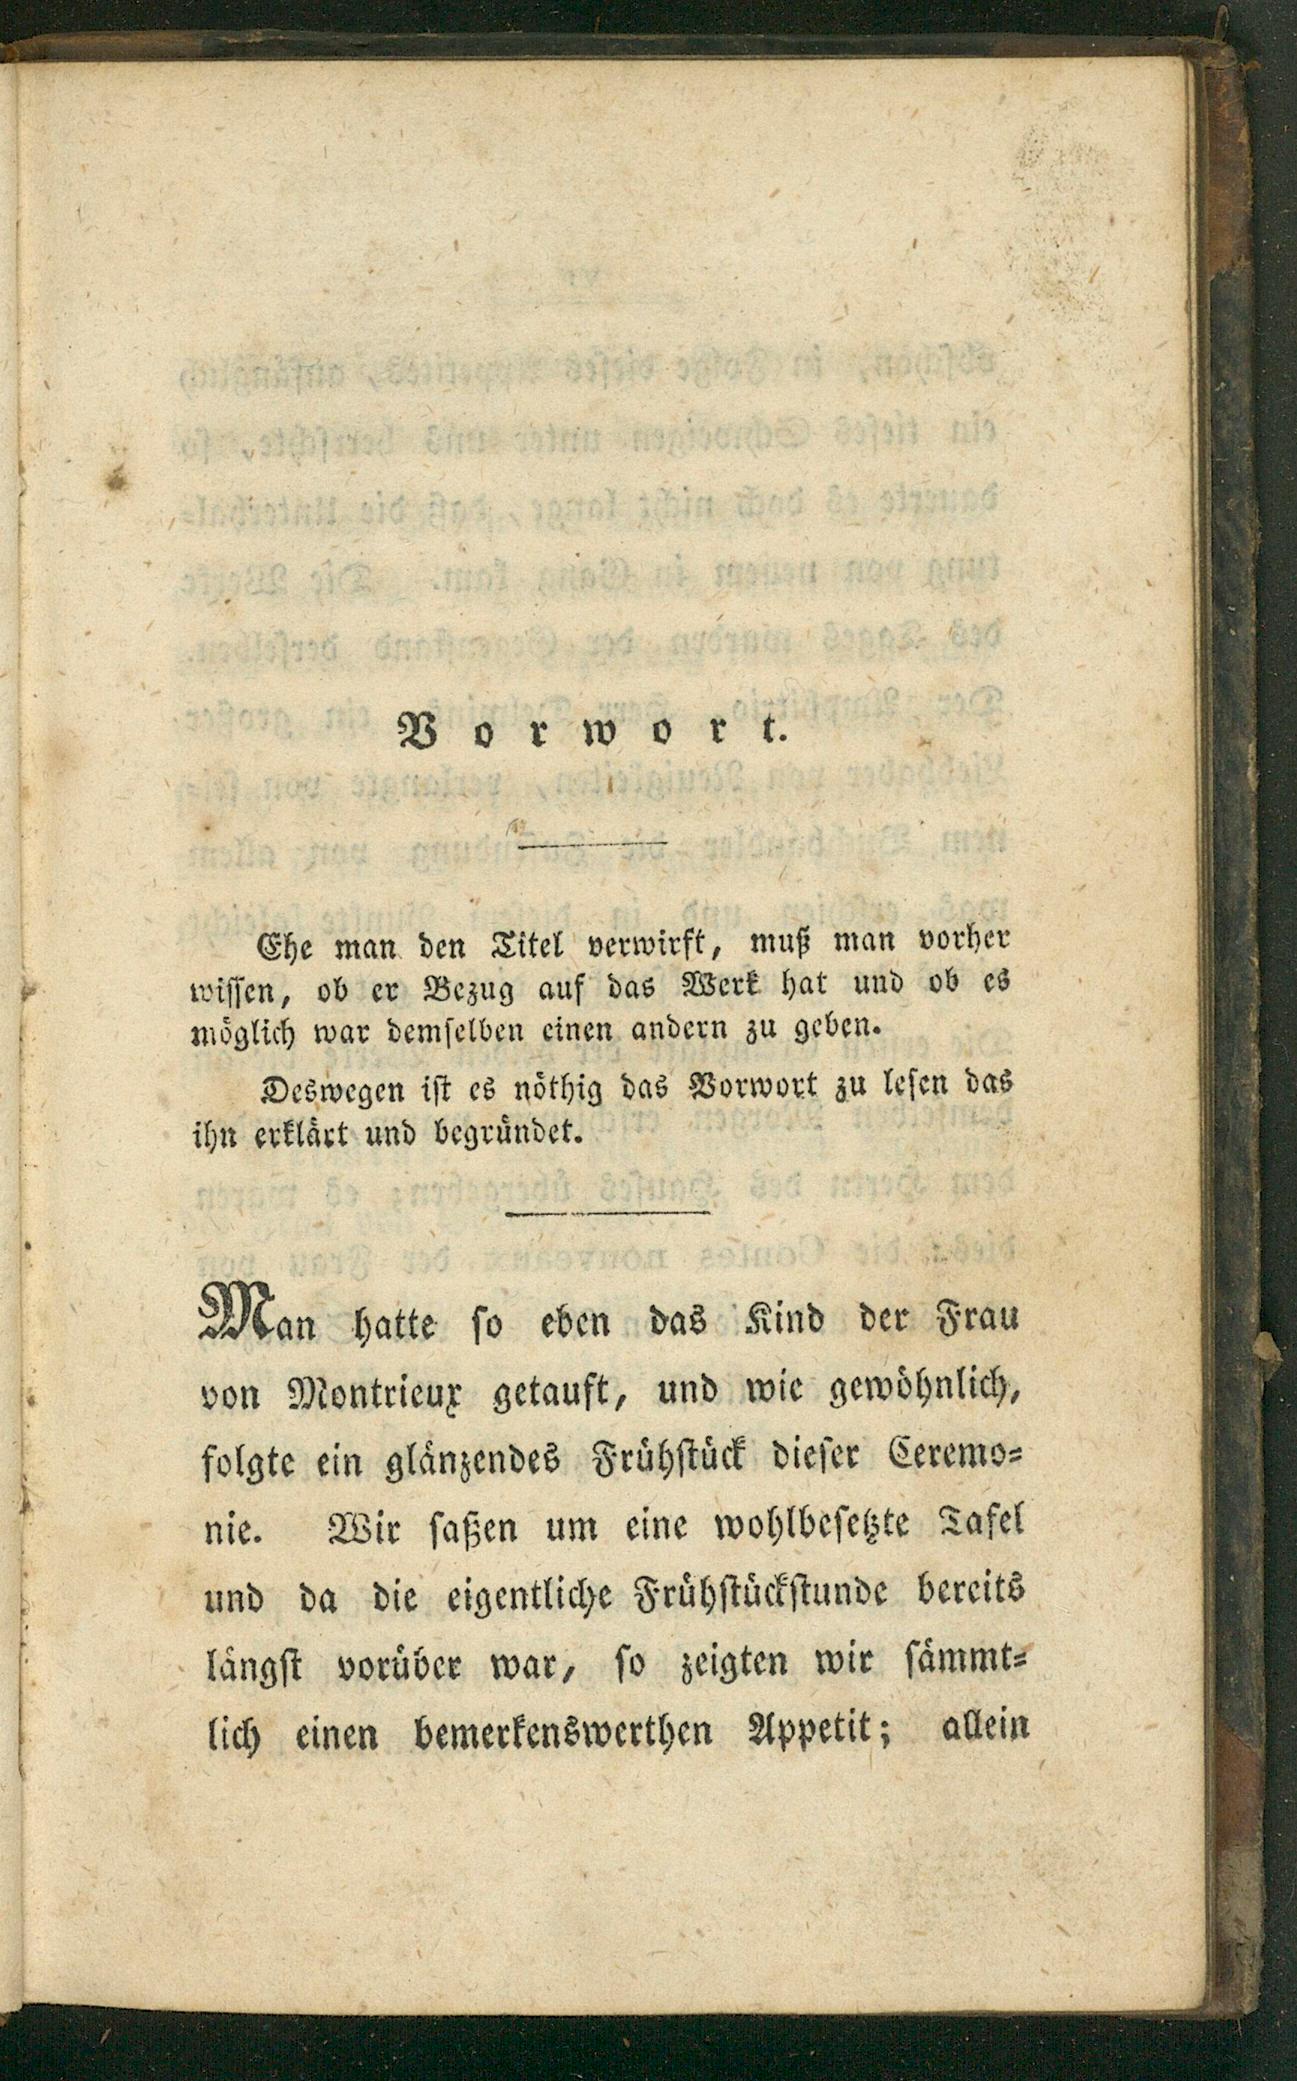 Vorwort.
Ehe man den Titel verwirft, muß man vorher
wissen, ob er Bezug auf das Werk hat und ob es
möglich war demselben einen andern zu geben.
Deswegen ist es nöthig das Vorwort zu lesen das
ihn erklärt und begründet.
Man hatte so eben das Kind der Frau
von Montrieux getauft, und wie gewöhnlich,
folgte ein glänzendes Frühstück dieser Ceremo-
nie. Wir saßen um eine wohlbesetzte Tafel
und da die eigentliche Frühstückstunde bereits
längst vorüber war, so zeigten wir sämmt-
lich einen bemerkenswerthen Appetit; allein